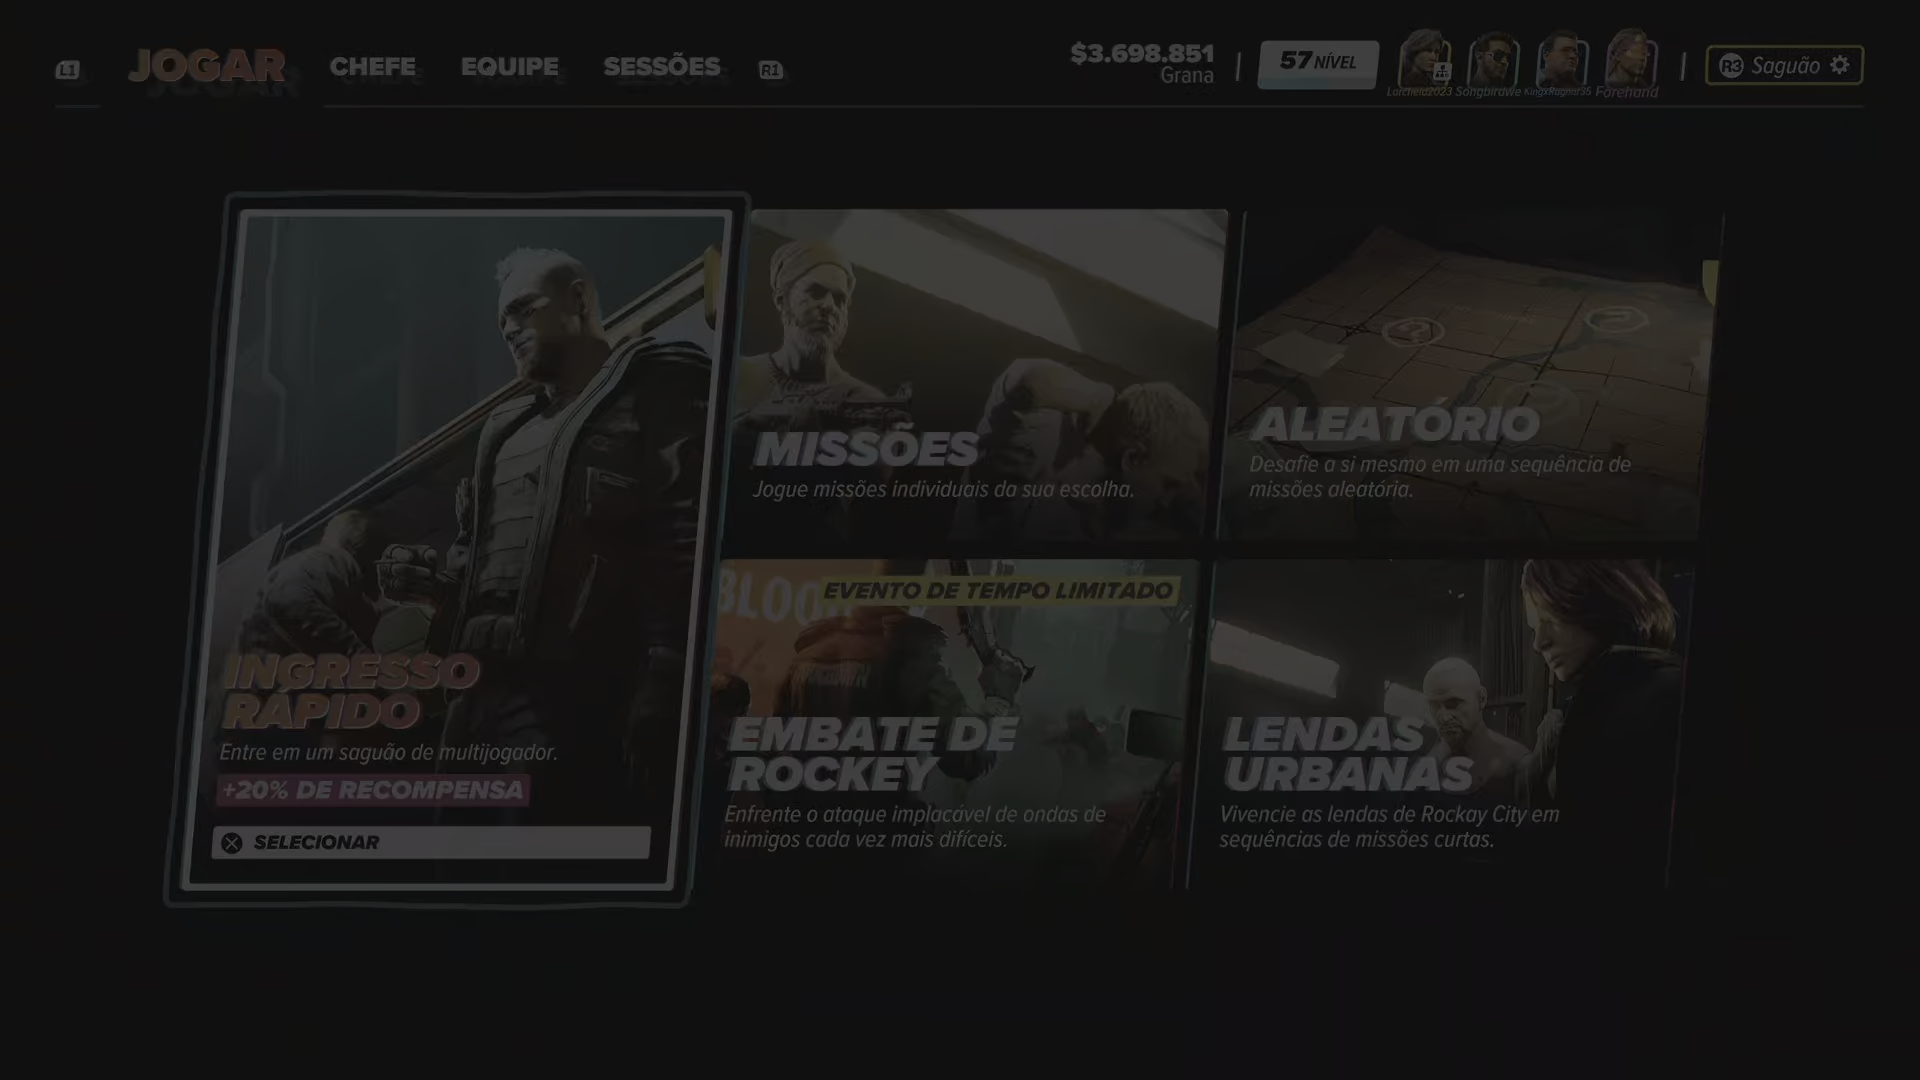 L1 JOGAR CHEFE EQUIPE SESSÕES R1
$3.698.851
Grana
57 NÍVEL
SongbirdWe
Forehand
R3 Saguão
MISSÕES
Jogue missões individuais da sua escolha.
ALEATÓRIO
Desafie a si mesmo em uma sequência de
missões aleatória.
INGRESSO
RÁPIDO
Entre em um saguão de multijogador.
+20% DE RECOMPENSA
SELECIONAR
EVENTO DE TEMPO LIMITADO
EMBATE DE
ROCKEY
Enfrente o ataque implacável de ondas de
inimigos cada vez mais difíceis.
LENDAS
URBANAS
Vivencie as lendas de Rockay City em
sequências de missões curtas.